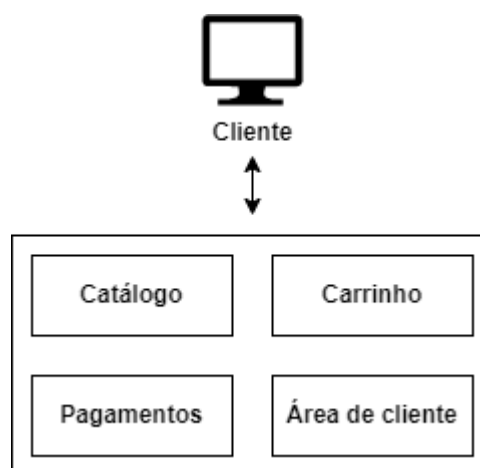 Cliente
Catálogo
Carrinho
Pagamentos
Área de cliente